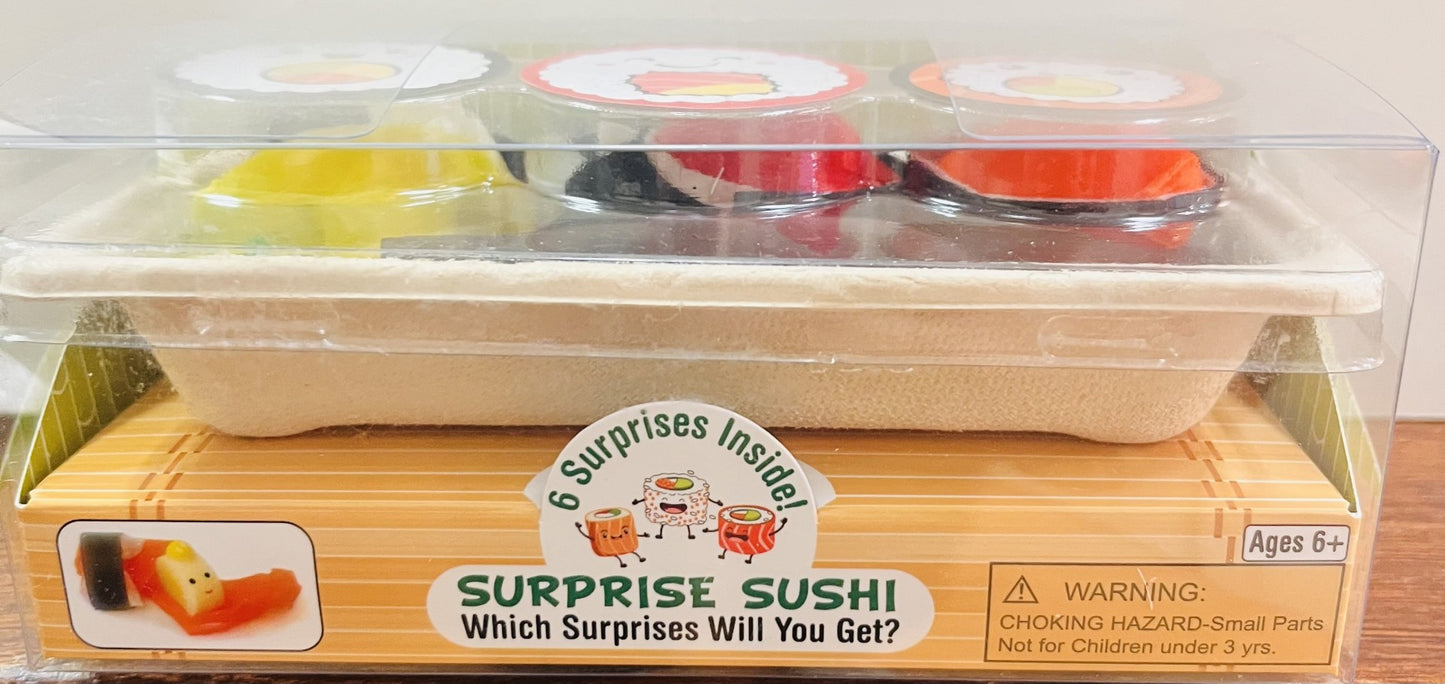 6 Surprises Inside!
SURPRISE SUSHI
Which Surprises Will You Get?
Ages 6+
⚠ WARNING:
CHOKING HAZARD-Small Parts
Not for Children under 3 yrs.